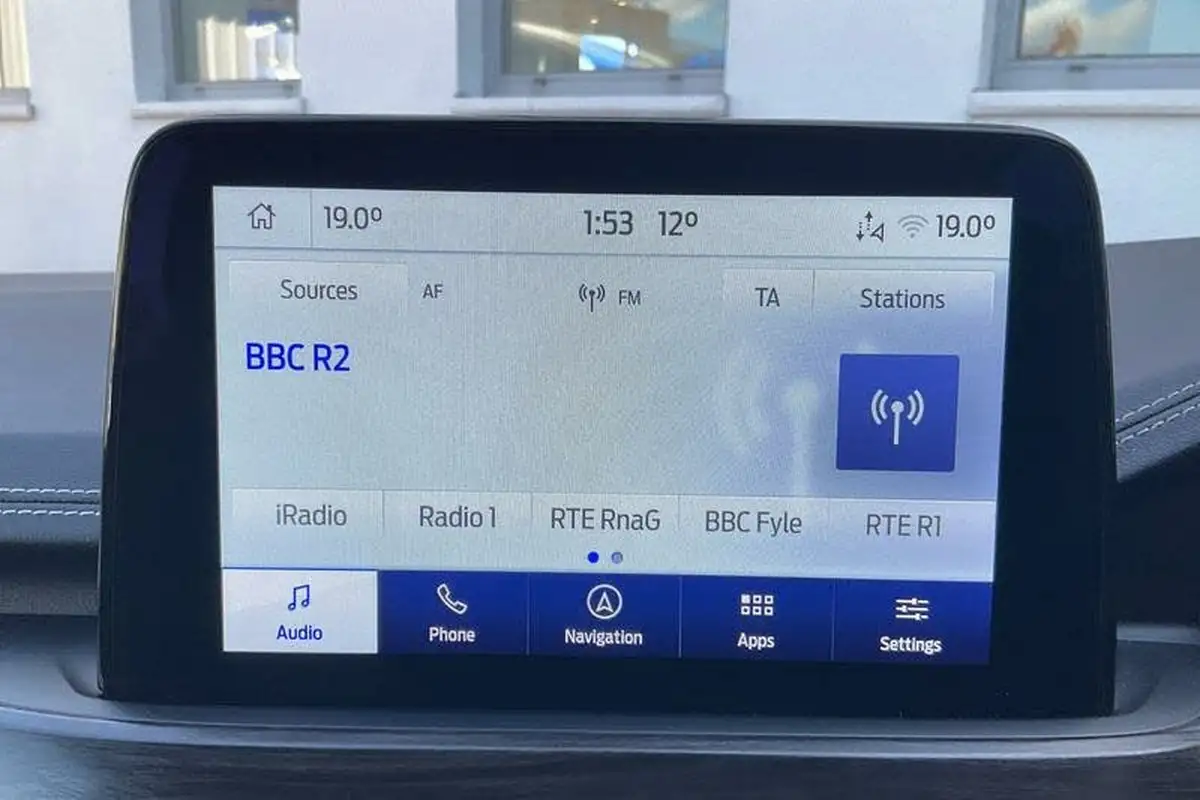 19.0º 1:53 12º 19.0º
Sources AF FM TA Stations
BBC R2
iRadio Radio 1 RTE RnaG BBC Fyle RTE R1
Audio Phone Navigation Apps Settings